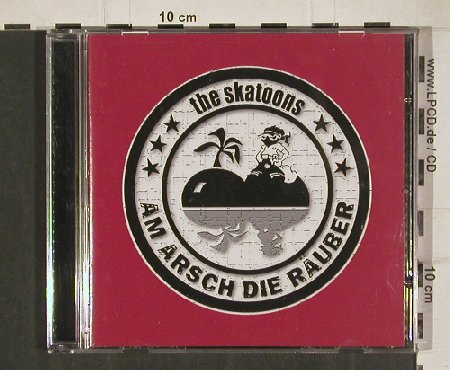 10 cm
the skatoons
AM ARSCH DIE RÄUBER
www.LPCD.de / CD
10 cm